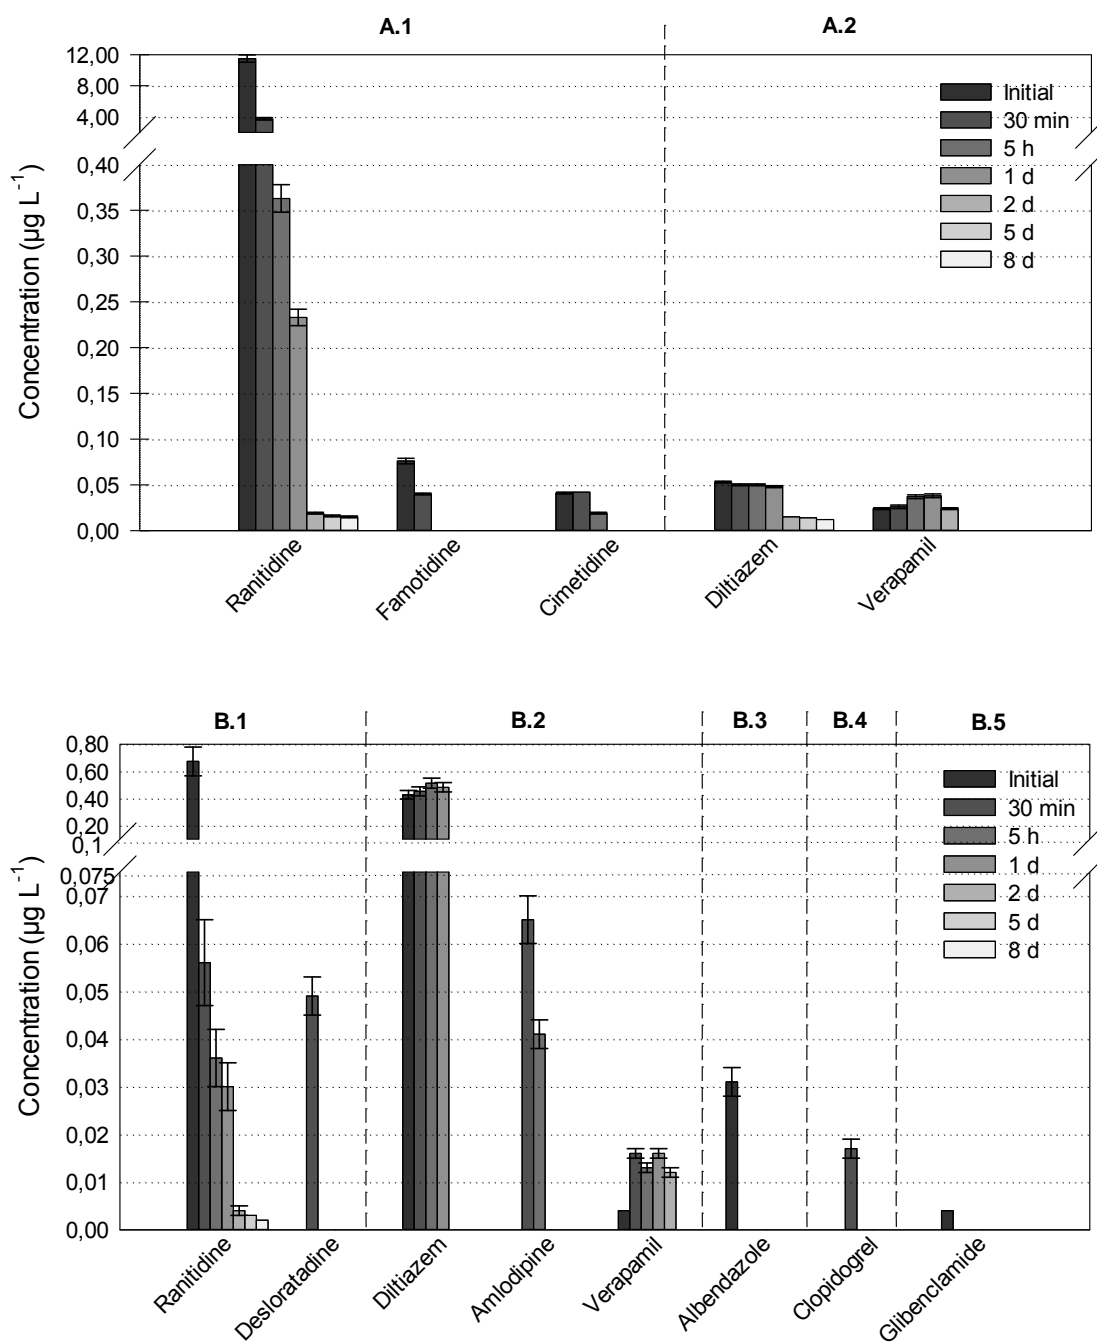 A.1 A.2
12,00
8,00
4,00
0,40
0,35
0,30
0,25
0,20
0,15
0,10
0,05
0,00
Concentration (µg L⁻¹)
Initial
30 min
5 h
1 d
2 d
5 d
8 d
Ranitidine Famotidine Cimetidine Diltiazem Verapamil
B.1 B.2 B.3 B.4 B.5
0,80
0,60
0,40
0,20
0,1
0,075
0,07
0,06
0,05
0,04
0,03
0,02
0,01
0,00
Concentration (µg L⁻¹)
Initial
30 min
5 h
1 d
2 d
5 d
8 d
Ranitidine Desloratadine Diltiazem Amlodipine Verapamil Albendazole Clopidogrel Glibenclamide